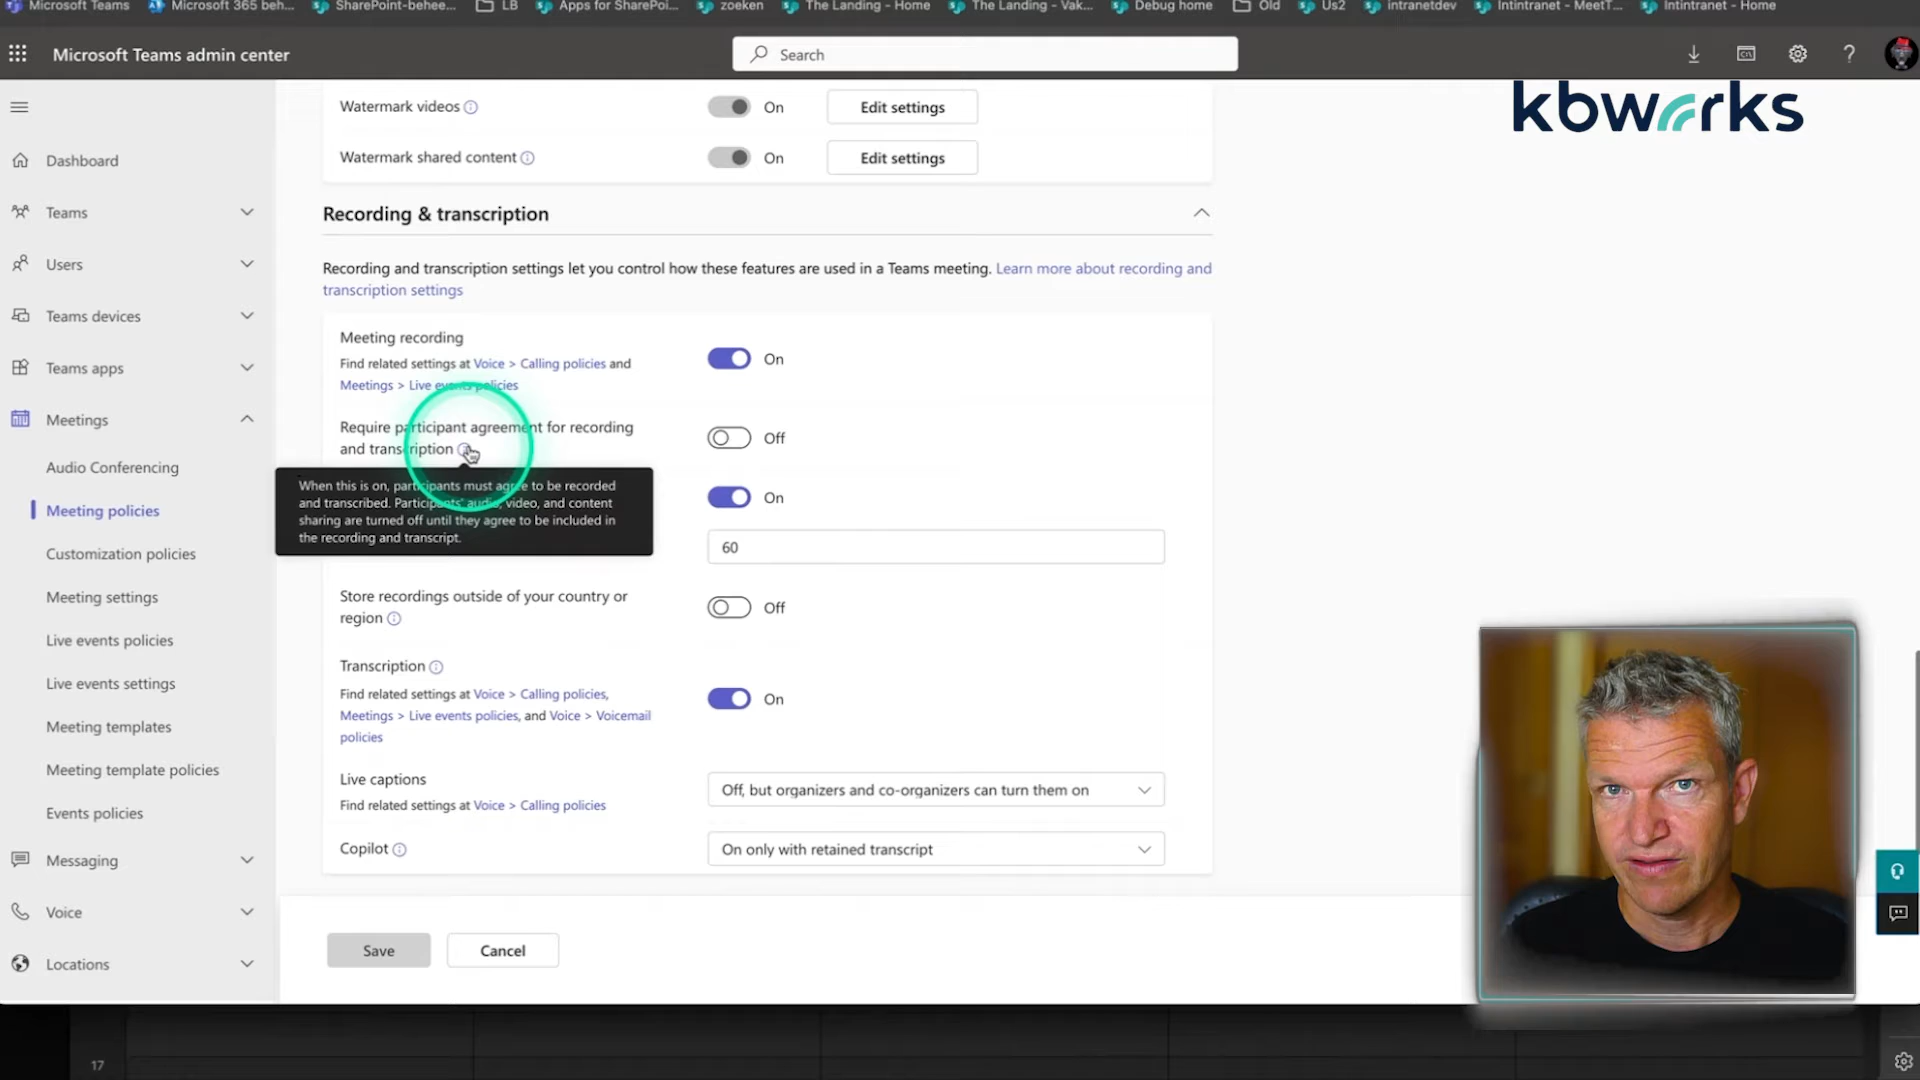 Microsoft Teams
Microsoft 365 beh...
SharePoint-behee...
LB
Apps for SharePoi...
zoeken
The Landing - Home
The Landing - Vak...
Debug home
Old
Us2
intranetdev
Intintranet - MeetT...
Intintranet - Home
Microsoft Teams admin center
Search
kbworks
Dashboard
Teams
Users
Teams devices
Teams apps
Meetings
Audio Conferencing
Meeting policies
Customization policies
Meeting settings
Live events policies
Live events settings
Meeting templates
Meeting template policies
Events policies
Messaging
Voice
Locations
Watermark videos
On
Edit settings
Watermark shared content
On
Edit settings
Recording & transcription
Recording and transcription settings let you control how these features are used in a Teams meeting. Learn more about recording and
transcription settings
Meeting recording
Find related settings at Voice > Calling policies and
Meetings > Live events policies
On
Require participant agreement for recording
and transcription
Off
When this is on, participants must agree to be recorded
and transcribed. Participants' audio, video, and content
sharing are turned off until they agree to be included in
the recording and transcript.
On
60
Store recordings outside of your country or
region
Off
Transcription
Find related settings at Voice > Calling policies,
Meetings > Live events policies, and Voice > Voicemail
policies
On
Live captions
Find related settings at Voice > Calling policies
Off, but organizers and co-organizers can turn them on
Copilot
On only with retained transcript
Save
Cancel
17